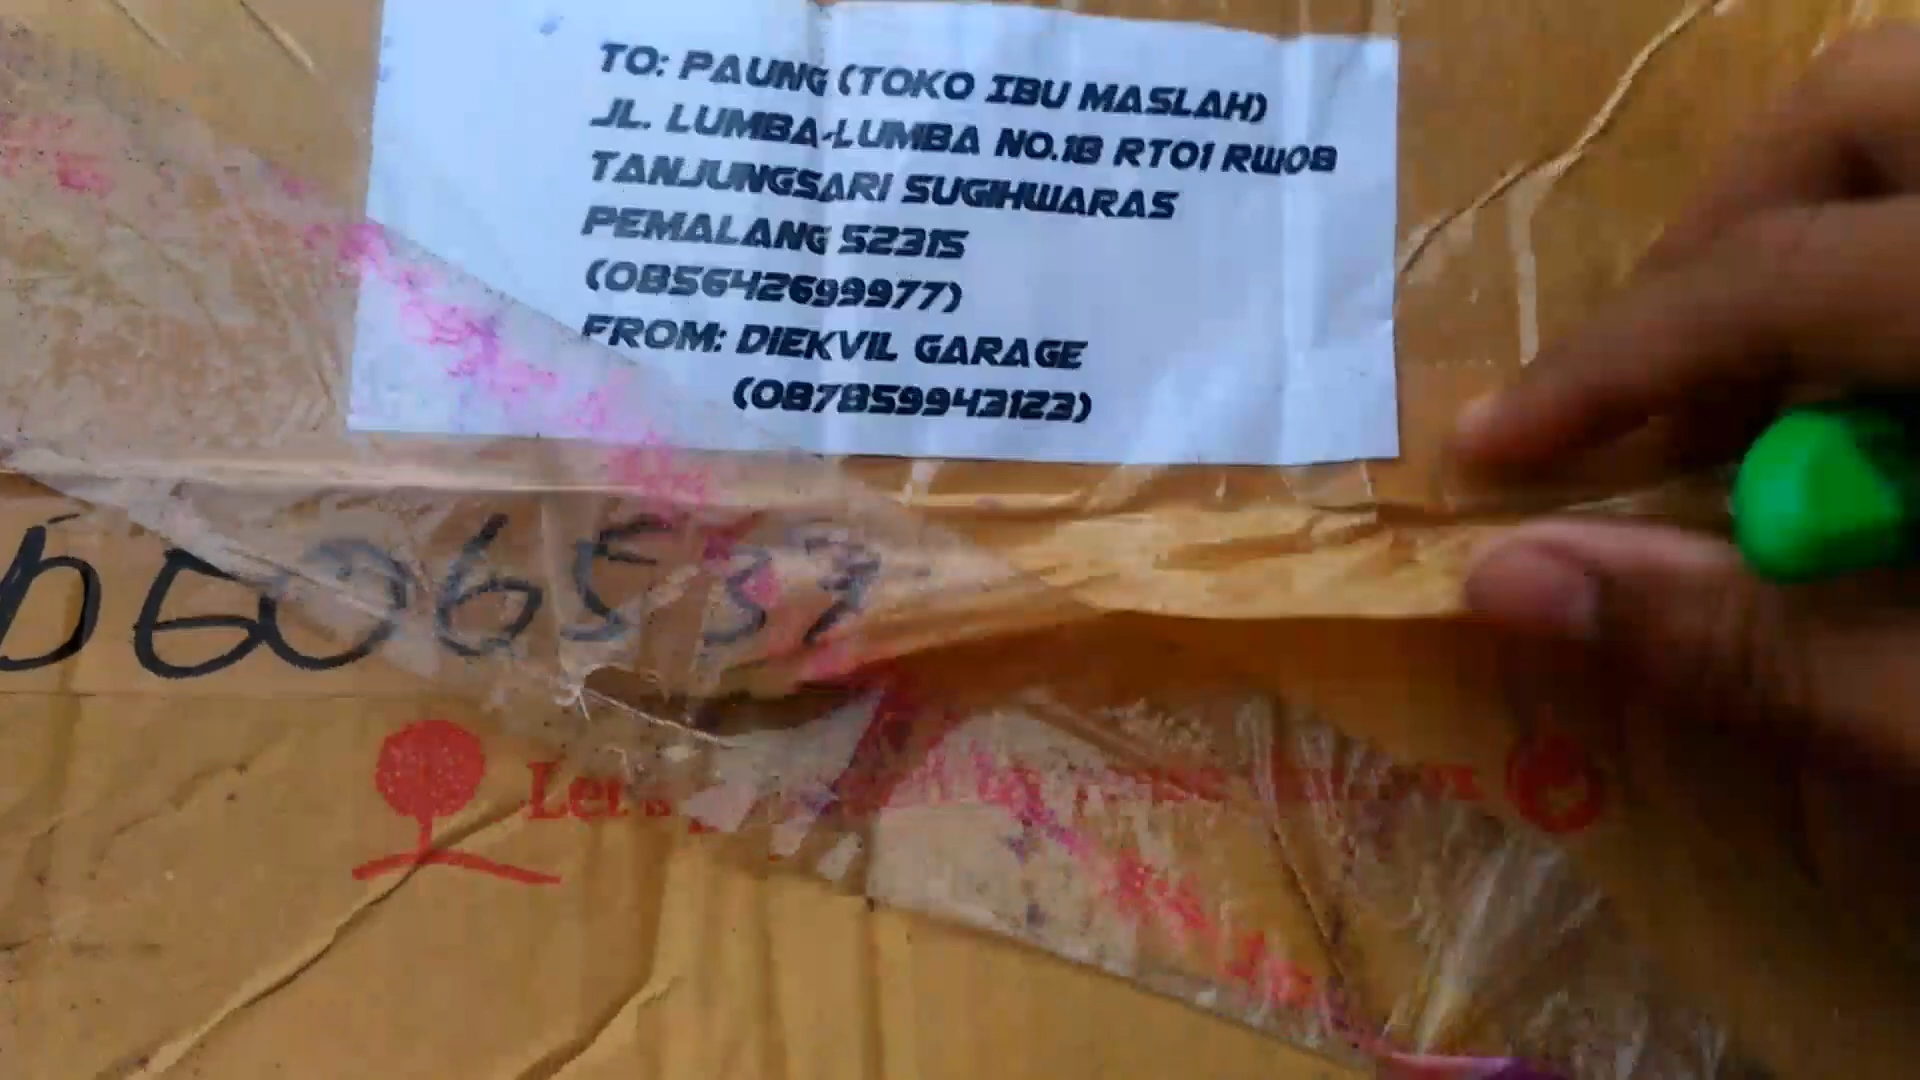 TO: PAUNG (TOKO IBU MASLAH)
JL. LUMBA-LUMBA NO.18 RT01 RW08
TANJUNGSARI SUGIHWARAS
PEMALANG 52315
(085642699977)
FROM: DIEKVIL GARAGE
(087859943123)
Let's